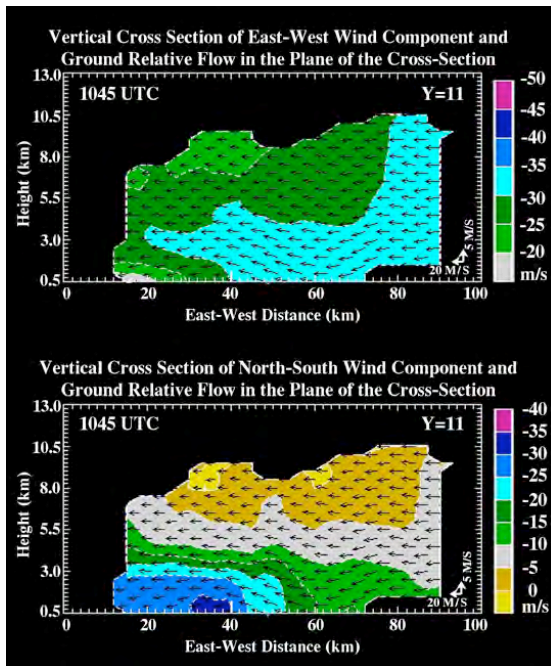 Vertical Cross Section of East-West Wind Component and
Ground Relative Flow in the Plane of the Cross-Section
13.0
1045 UTC
Y=11
10.5
8.0
5.5
3.0
0.5
Height (km)
0 20 40 60 80 100
East-West Distance (km)
20 M/S
5 M/S
-50
-45
-40
-35
-30
-25
-20
m/s
Vertical Cross Section of North-South Wind Component and
Ground Relative Flow in the Plane of the Cross-Section
13.0
1045 UTC
Y=11
10.5
8.0
5.5
3.0
0.5
Height (km)
0 20 40 60 80 100
East-West Distance (km)
20 M/S
5 M/S
-40
-35
-30
-25
-20
-15
-10
-5
0
m/s